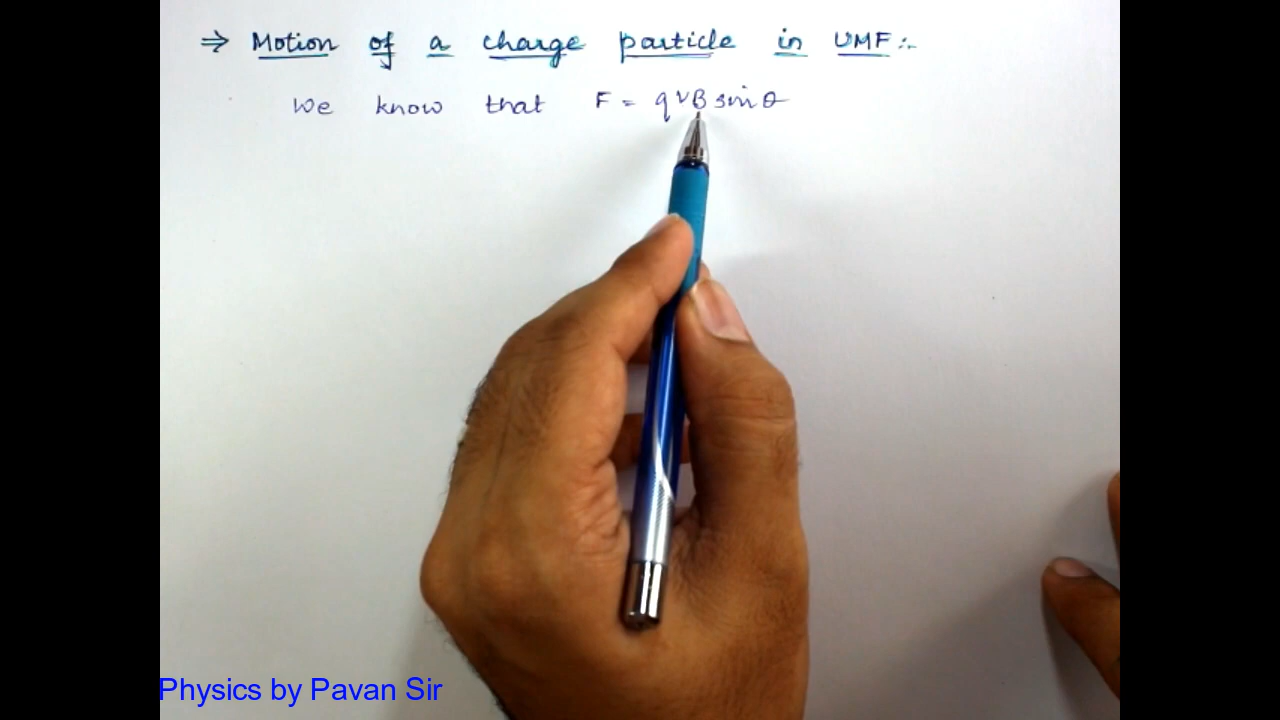 ⇒ Motion of a charge particle in UMF :-
We know that F = qvB sinθ
Physics by Pavan Sir